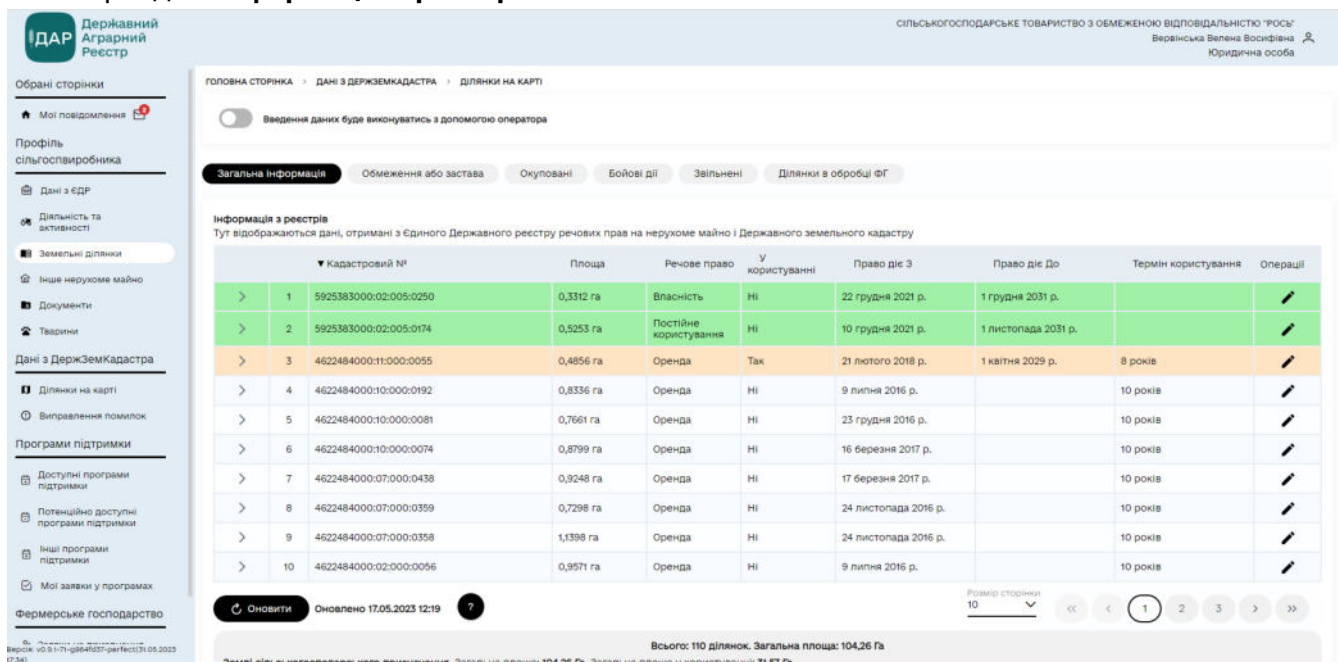 Державний
ДАР Аграрний
Реєстр
СІЛЬСЬКОГОСПОДАРСЬКЕ ТОВАРИСТВО З ОБМЕЖЕНОЮ ВІДПОВІДАЛЬНІСТЮ "РОСЬ"
Вервінська Велена Восифівна
Юридична особа
Обрані сторінки
Мої повідомлення 2
Профіль
сільгоспвиробника
Дані з ЄДР
Діяльність та
активності
Земельні ділянки
Інше нерухоме майно
Документи
Тварини
Дані з ДержЗемКадастра
Ділянки на карті
Виправлення помилок
Програми підтримки
Доступні програми
підтримки
Потенційно доступні
програми підтримки
Інші програми
підтримки
Мої заявки у програмах
Фермерське господарство
Версія: v0.9.1-71-g864fd37-perfect(31.05.2023
17:34)
ГОЛОВНА СТОРІНКА > ДАНІ З ДЕРЖЗЕМКАДАСТРА > ДІЛЯНКИ НА КАРТІ
Введення даних буде виконуватись з допомогою оператора
Загальна інформація Обмеження або застава Окуповані Бойові дії Звільнені Ділянки в обробці ФГ
Інформація з реєстрів
Тут відображаються дані, отримані з Єдиного Державного реєстру речових прав на нерухоме майно і Державного земельного кадастру
▼ Кадастровий № Площа Речове право У користуванні Право діє З Право діє До Термін користування Операції
1 5925383000:02:005:0250 0,3312 га Власність Ні 22 грудня 2021 р. 1 грудня 2031 р.
2 5925383000:02:005:0174 0,5253 га Постійне користування Ні 10 грудня 2021 р. 1 листопада 2031 р.
3 4622484000:11:000:0055 0,4856 га Оренда Так 21 лютого 2018 р. 1 квітня 2029 р. 8 років
4 4622484000:10:000:0192 0,8336 га Оренда Ні 9 липня 2016 р. 10 років
5 4622484000:10:000:0081 0,7661 га Оренда Ні 23 грудня 2016 р. 10 років
6 4622484000:10:000:0074 0,8799 га Оренда Ні 16 березня 2017 р. 10 років
7 4622484000:07:000:0438 0,9248 га Оренда Ні 17 березня 2017 р. 10 років
8 4622484000:07:000:0359 0,7298 га Оренда Ні 24 листопада 2016 р. 10 років
9 4622484000:07:000:0358 1,1398 га Оренда Ні 24 листопада 2016 р. 10 років
10 4622484000:02:000:0056 0,9571 га Оренда Ні 9 липня 2016 р. 10 років
Оновити Оновлено 17.05.2023 12:19 ?
Розмір сторінки
10 << < 1 2 3 > >>
Всього: 110 ділянок. Загальна площа: 104,26 Га